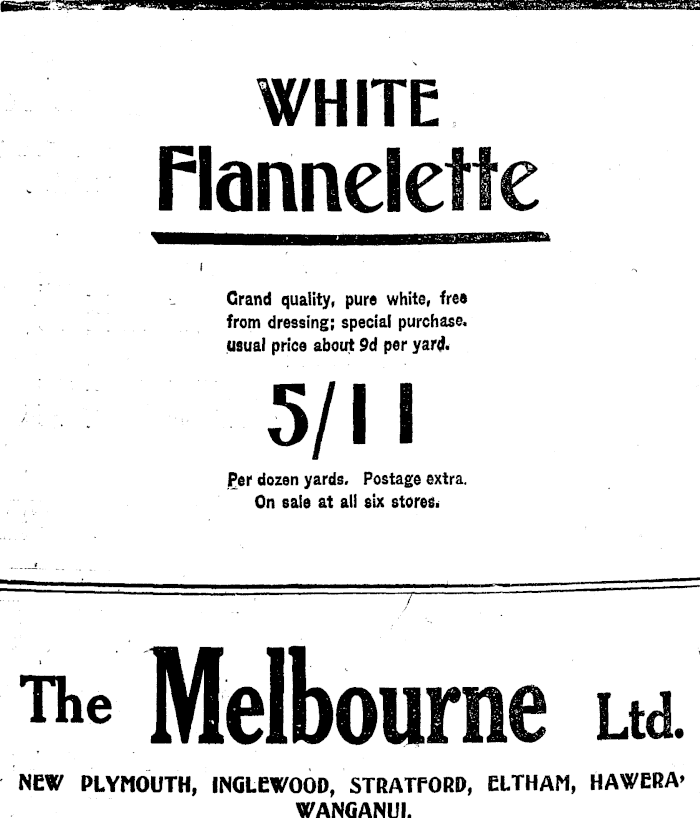 WHITE
Flannelette
Grand quality, pure white, free
from dressing; special purchase.
usual price about 9d per yard.
5/11
Per dozen yards. Postage extra.
On sale at all six stores.
The Melbourne Ltd.
NEW PLYMOUTH, INGLEWOOD, STRATFORD, ELTHAM, HAWERA,
WANGANUI.